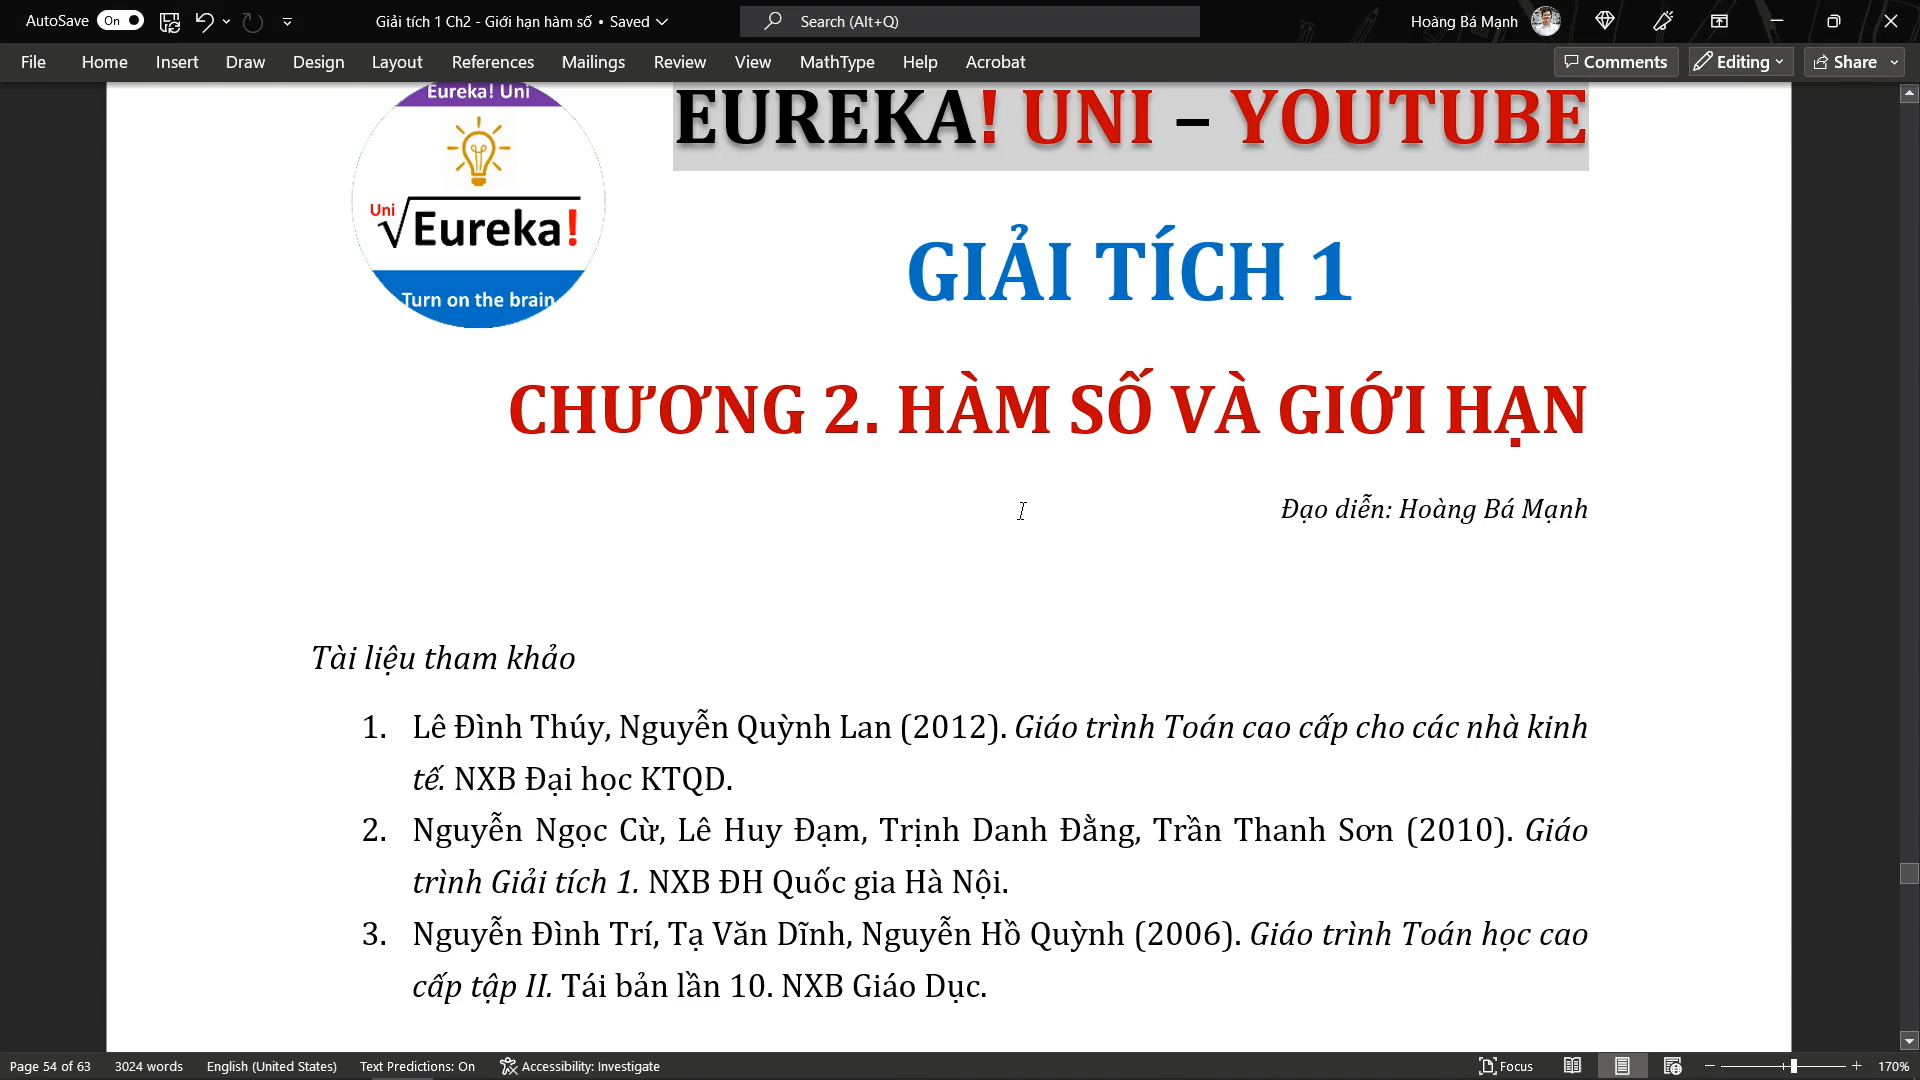 AutoSave On Giải tích 1 Ch2 - Giới hạn hàm số • Saved Search (Alt+Q) Hoàng Bá Mạnh
File Home Insert Draw Design Layout References Mailings Review View MathType Help Acrobat Comments Editing Share
Eureka! Uni
Uni √Eureka!
Turn on the brain
EUREKA! UNI – YOUTUBE
GIẢI TÍCH 1
CHƯƠNG 2. HÀM SỐ VÀ GIỚI HẠN
Đạo diễn: Hoàng Bá Mạnh
Tài liệu tham khảo
1. Lê Đình Thúy, Nguyễn Quỳnh Lan (2012). Giáo trình Toán cao cấp cho các nhà kinh
tế. NXB Đại học KTQD.
2. Nguyễn Ngọc Cừ, Lê Huy Đạm, Trịnh Danh Đằng, Trần Thanh Sơn (2010). Giáo
trình Giải tích 1. NXB ĐH Quốc gia Hà Nội.
3. Nguyễn Đình Trí, Tạ Văn Dĩnh, Nguyễn Hồ Quỳnh (2006). Giáo trình Toán học cao
cấp tập II. Tái bản lần 10. NXB Giáo Dục.
Page 54 of 63 3024 words English (United States) Text Predictions: On Accessibility: Investigate Focus 170%